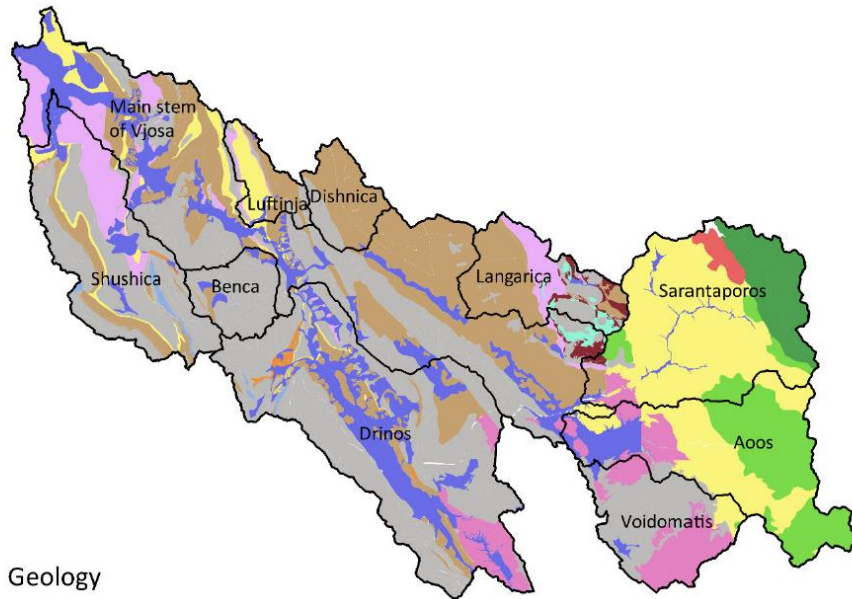 Main stem
of Vjosa
Luftinja
Dishnica
Langarica
Sarantaporos
Shushica
Benca
Drinos
Aoos
Voidomatis
Geology